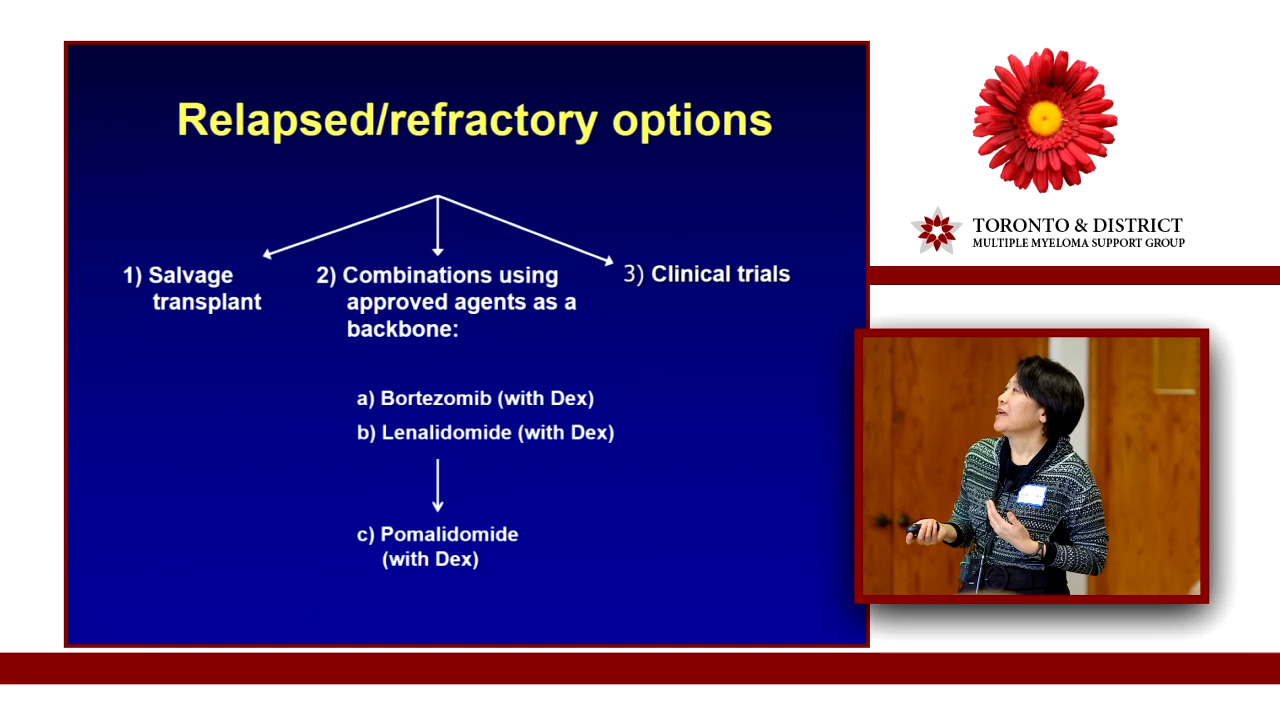 Relapsed/refractory options
1) Salvage
transplant
2) Combinations using
approved agents as a
backbone:
3) Clinical trials
a) Bortezomib (with Dex)
b) Lenalidomide (with Dex)
c) Pomalidomide
(with Dex)
TORONTO & DISTRICT
MULTIPLE MYELOMA SUPPORT GROUP